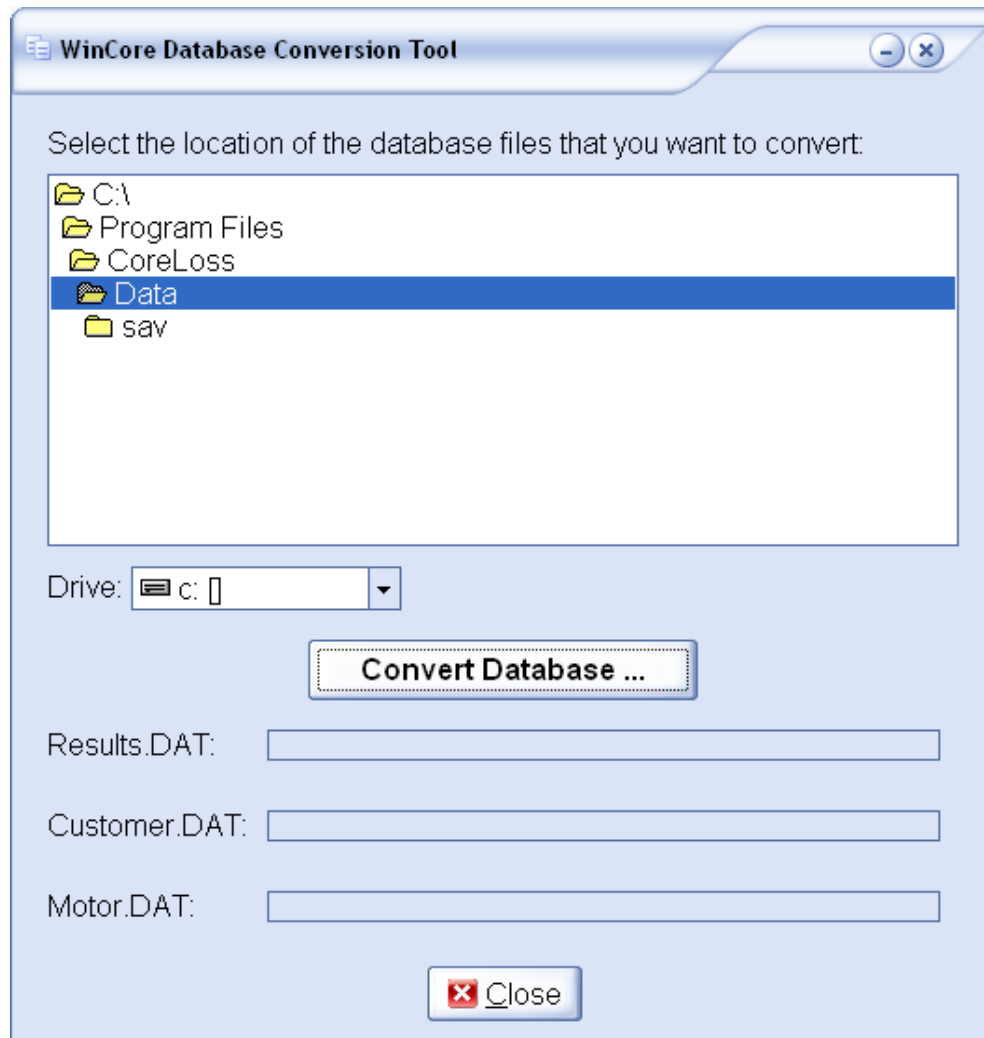 WinCore Database Conversion Tool
Select the location of the database files that you want to convert:
C:\
Program Files
CoreLoss
Data
sav
Drive: c: []
Convert Database ...
Results.DAT:
Customer.DAT:
Motor.DAT:
Close